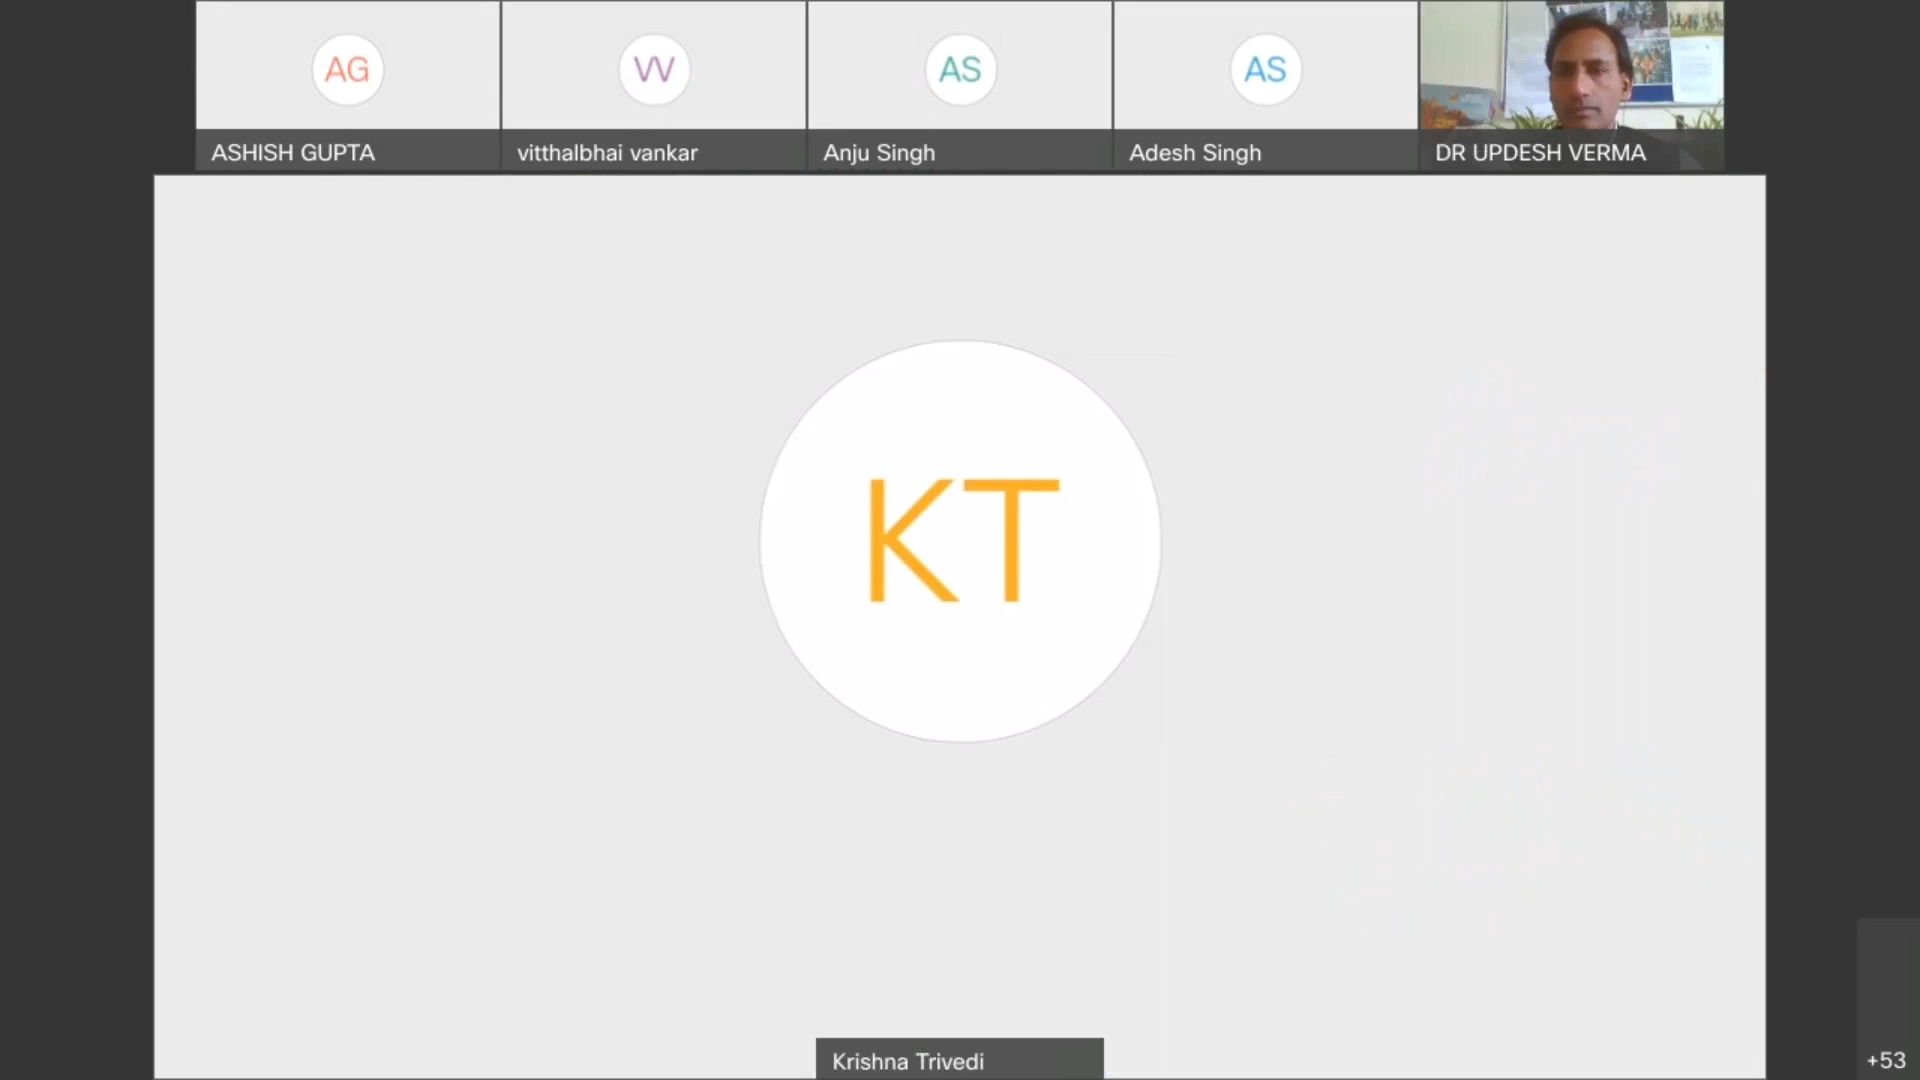 AG
VV
AS
AS
ASHISH GUPTA
vitthalbhai vankar
Anju Singh
Adesh Singh
DR UPDESH VERMA
KT
Krishna Trivedi
+53